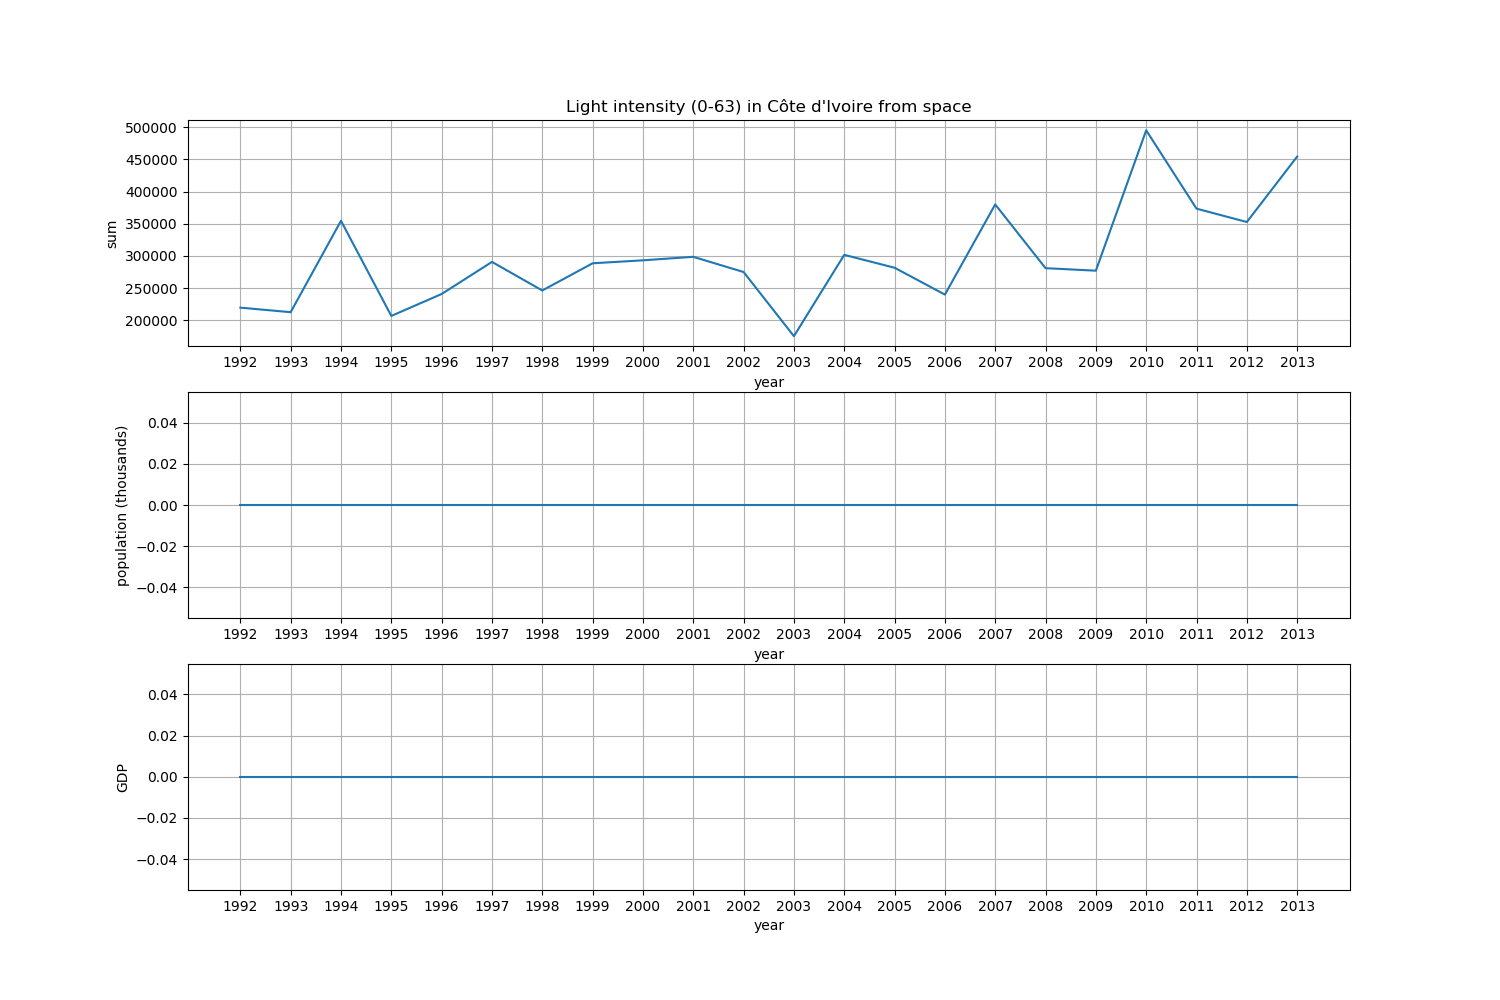 Light intensity (0-63) in Côte d'Ivoire from space
500000
450000
400000
350000
300000
250000
200000
sum
1992 1993 1994 1995 1996 1997 1998 1999 2000 2001 2002 2003 2004 2005 2006 2007 2008 2009 2010 2011 2012 2013
year
0.04
0.02
0.00
−0.02
−0.04
population (thousands)
1992 1993 1994 1995 1996 1997 1998 1999 2000 2001 2002 2003 2004 2005 2006 2007 2008 2009 2010 2011 2012 2013
year
0.04
0.02
0.00
−0.02
−0.04
GDP
1992 1993 1994 1995 1996 1997 1998 1999 2000 2001 2002 2003 2004 2005 2006 2007 2008 2009 2010 2011 2012 2013
year